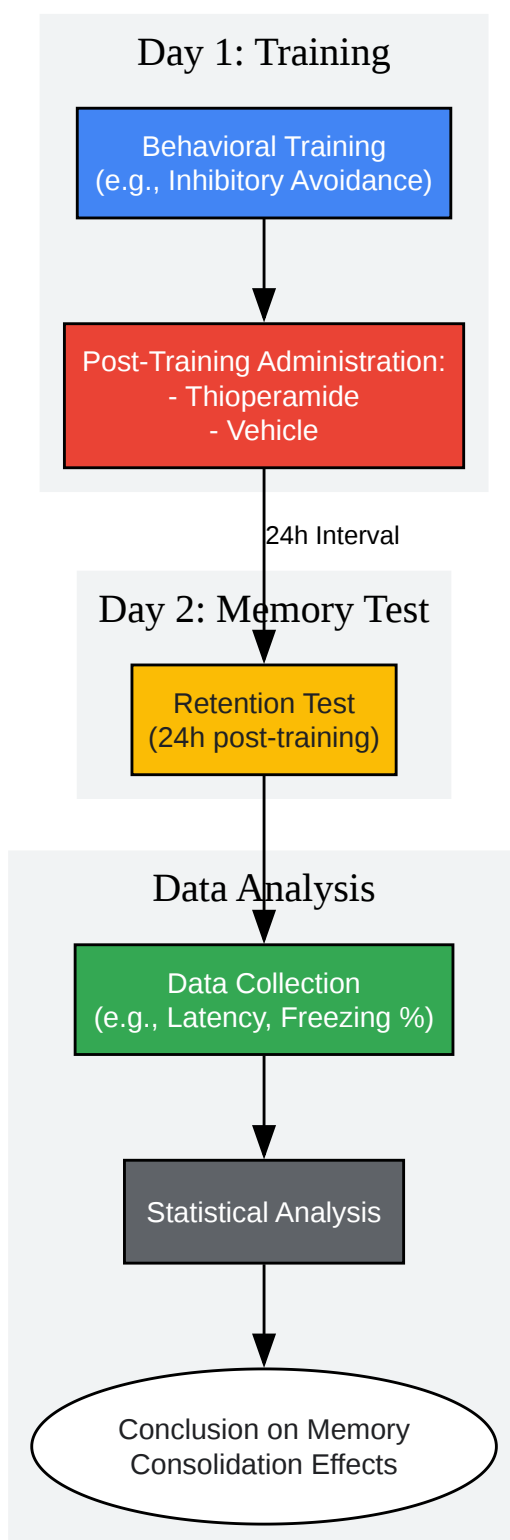 Day 1: Training
Behavioral Training
(e.g., Inhibitory Avoidance)
Post-Training Administration:
- Thioperamide
- Vehicle
24h Interval
Day 2: Memory Test
Retention Test
(24h post-training)
Data Analysis
Data Collection
(e.g., Latency, Freezing %)
Statistical Analysis
Conclusion on Memory
Consolidation Effects